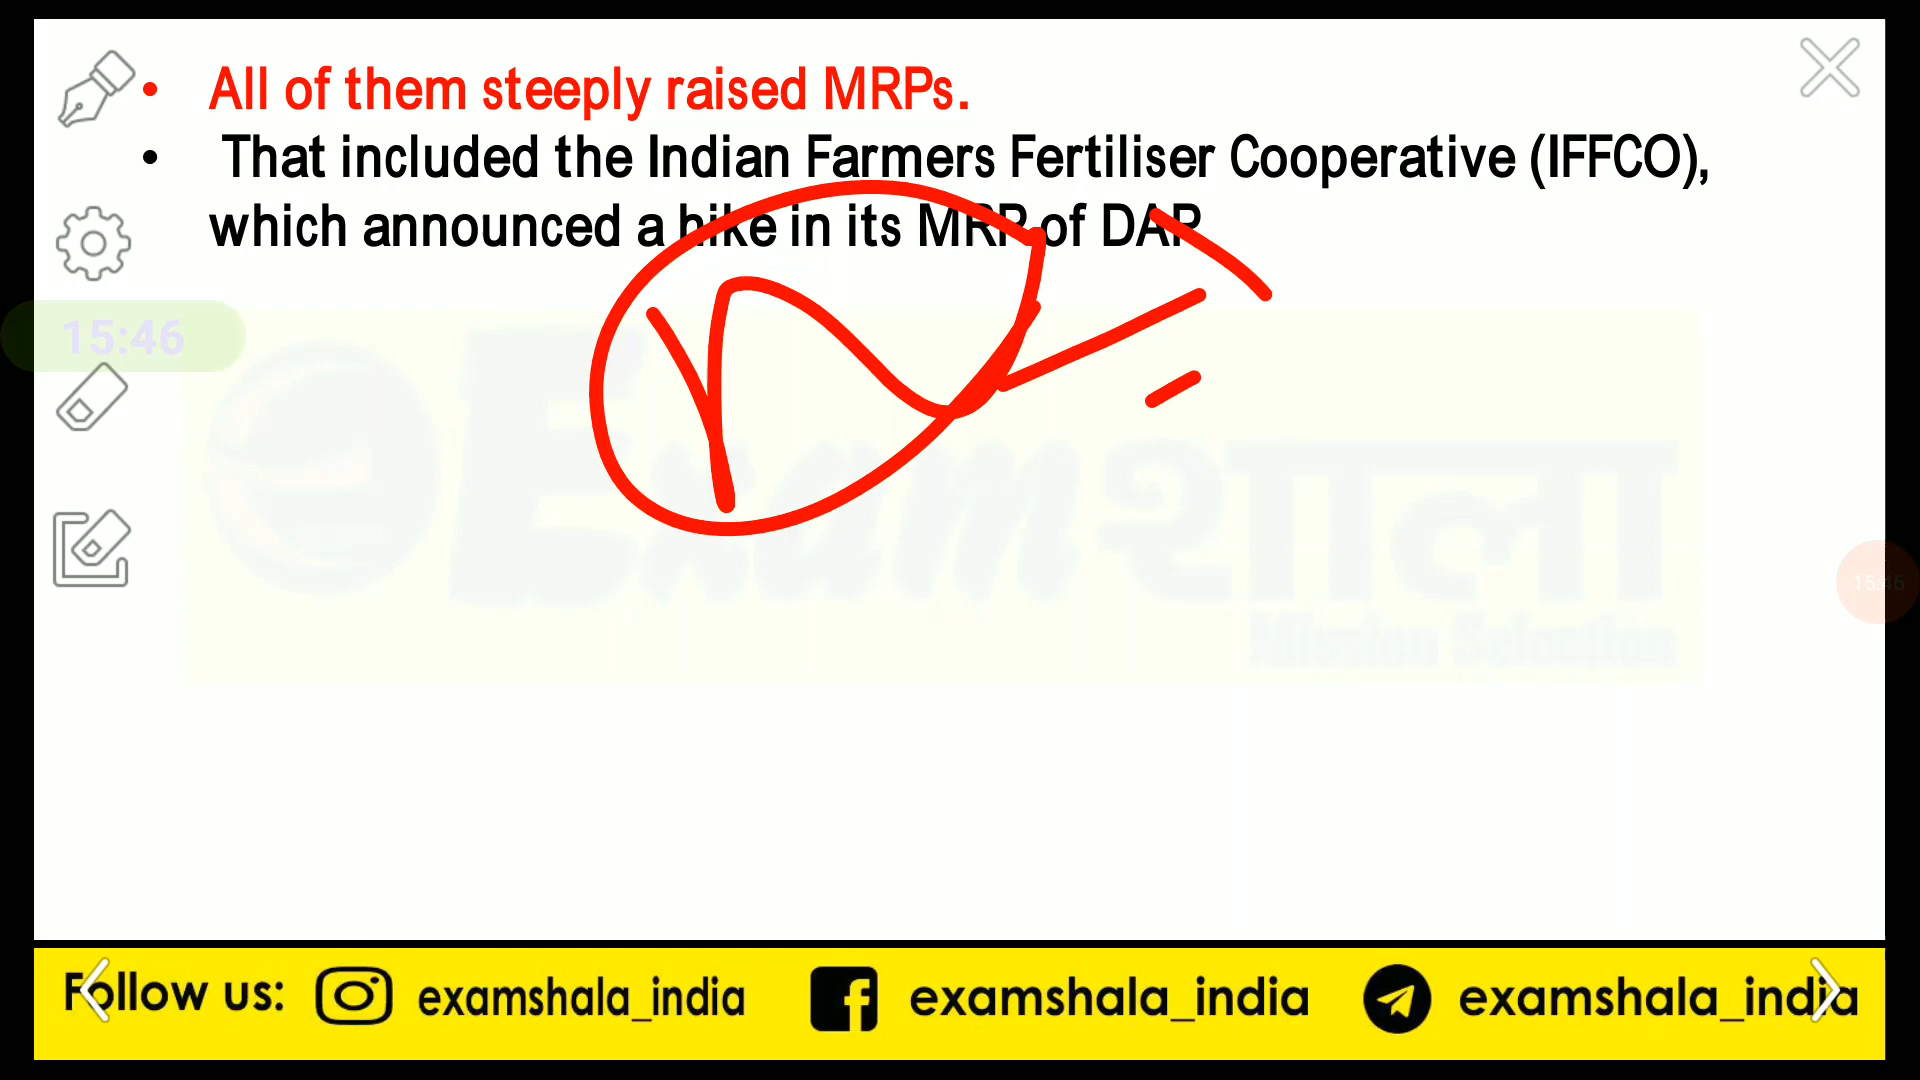 • All of them steeply raised MRPs.
• That included the Indian Farmers Fertiliser Cooperative (IFFCO),
which announced a hike in its MRP of DAP
15:46
Examशाला
Mission Selection
Follow us: examshala_india examshala_india examshala_india